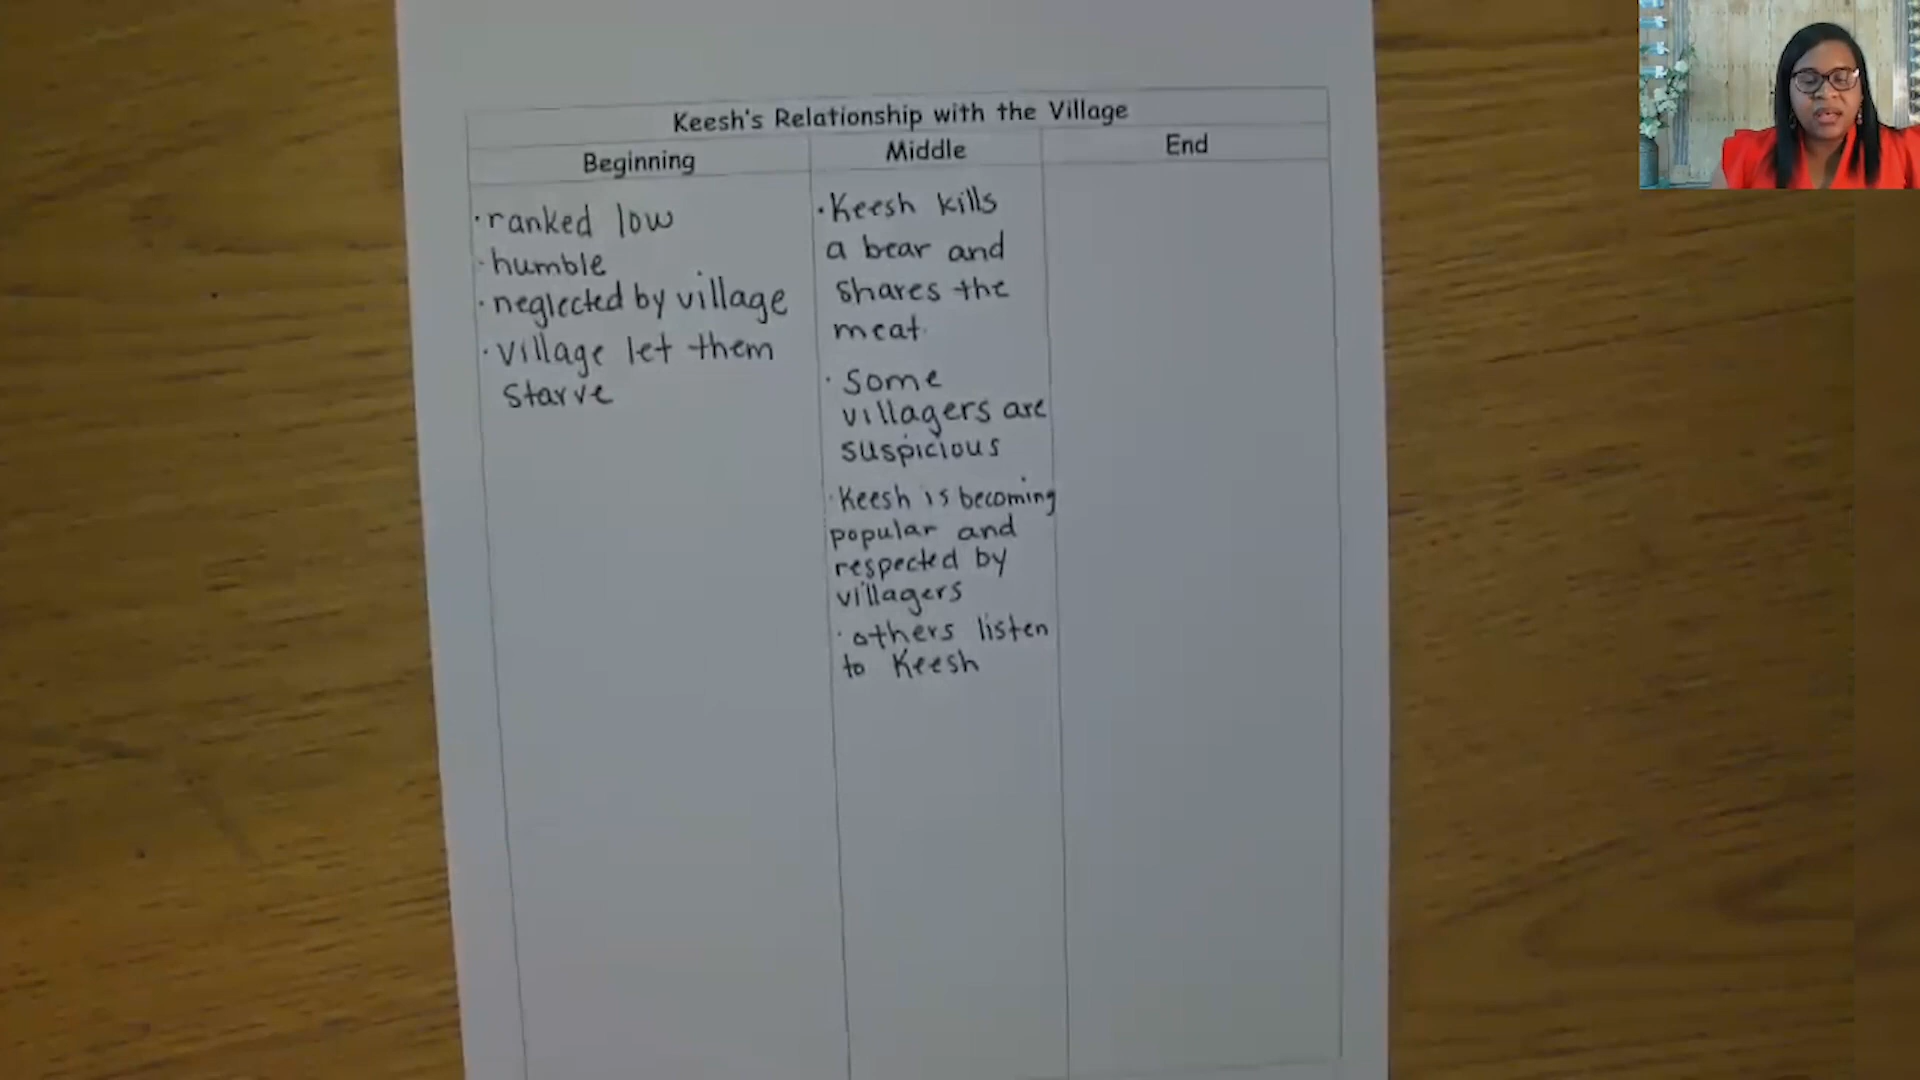 Keesh's Relationship with the Village
Beginning
Middle
End
·ranked low
·humble
·neglected by village
·village let them
starve
·Keesh kills
a bear and
shares the
meat.
·some
villagers are
suspicious
·Keesh is becoming
popular and
respected by
villagers
·others listen
to Keesh